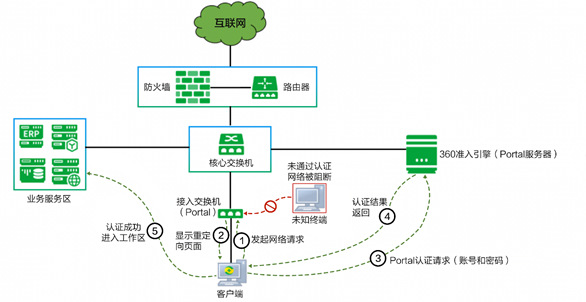 互联网
防火墙
路由器
核心交换机
ERP
业务服务区
360准入引擎（Portal服务器）
未通过认证
网络被阻断
未知终端
接入交换机
（Portal）
认证结果
返回
④
认证成功
进入工作区
⑤
显示重定
向页面
②
①
发起网络请求
③
Portal认证请求（账号和密码）
客户端